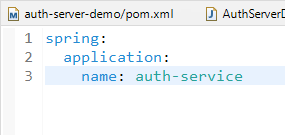 auth-server-demo/pom.xml AuthServerD
1 spring:
2 application:
3 name: auth-service